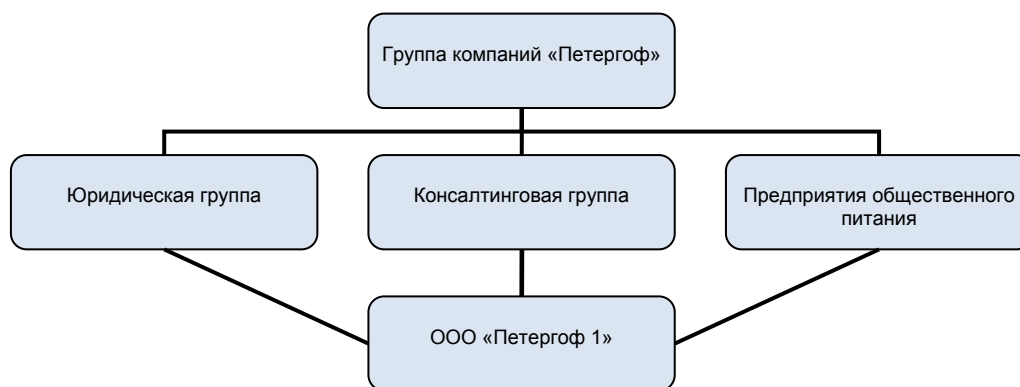 Группа компаний «Петергоф»
Юридическая группа
Консалтинговая группа
Предприятия общественного
питания
ООО «Петергоф 1»